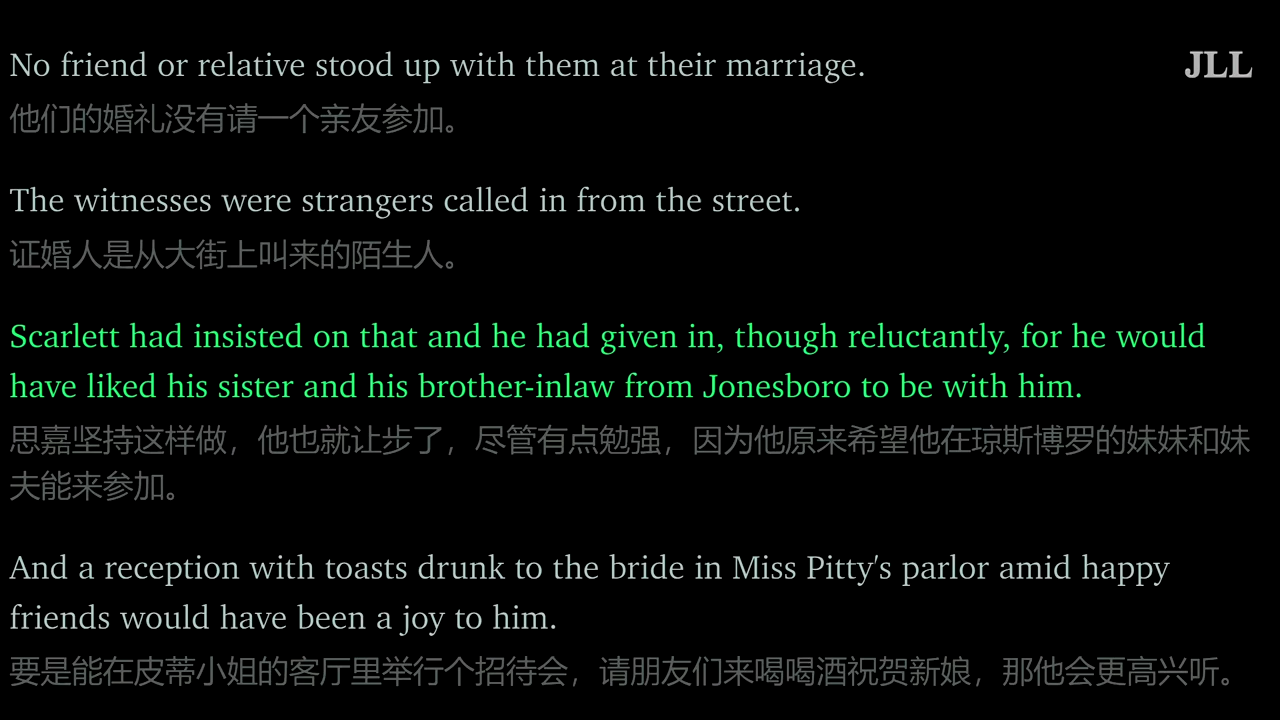 No friend or relative stood up with them at their marriage.
JLL
他们的婚礼没有请一个亲友参加。
The witnesses were strangers called in from the street.
证婚人是从大街上叫来的陌生人。
Scarlett had insisted on that and he had given in, though reluctantly, for he would
have liked his sister and his brother-inlaw from Jonesboro to be with him.
思嘉坚持这样做，他也就让步了，尽管有点勉强，因为他原来希望他在琼斯博罗的妹妹和妹
夫能来参加。
And a reception with toasts drunk to the bride in Miss Pitty's parlor amid happy
friends would have been a joy to him.
要是能在皮蒂小姐的客厅里举行个招待会，请朋友们来喝喝酒祝贺新娘，那他会更高兴听。